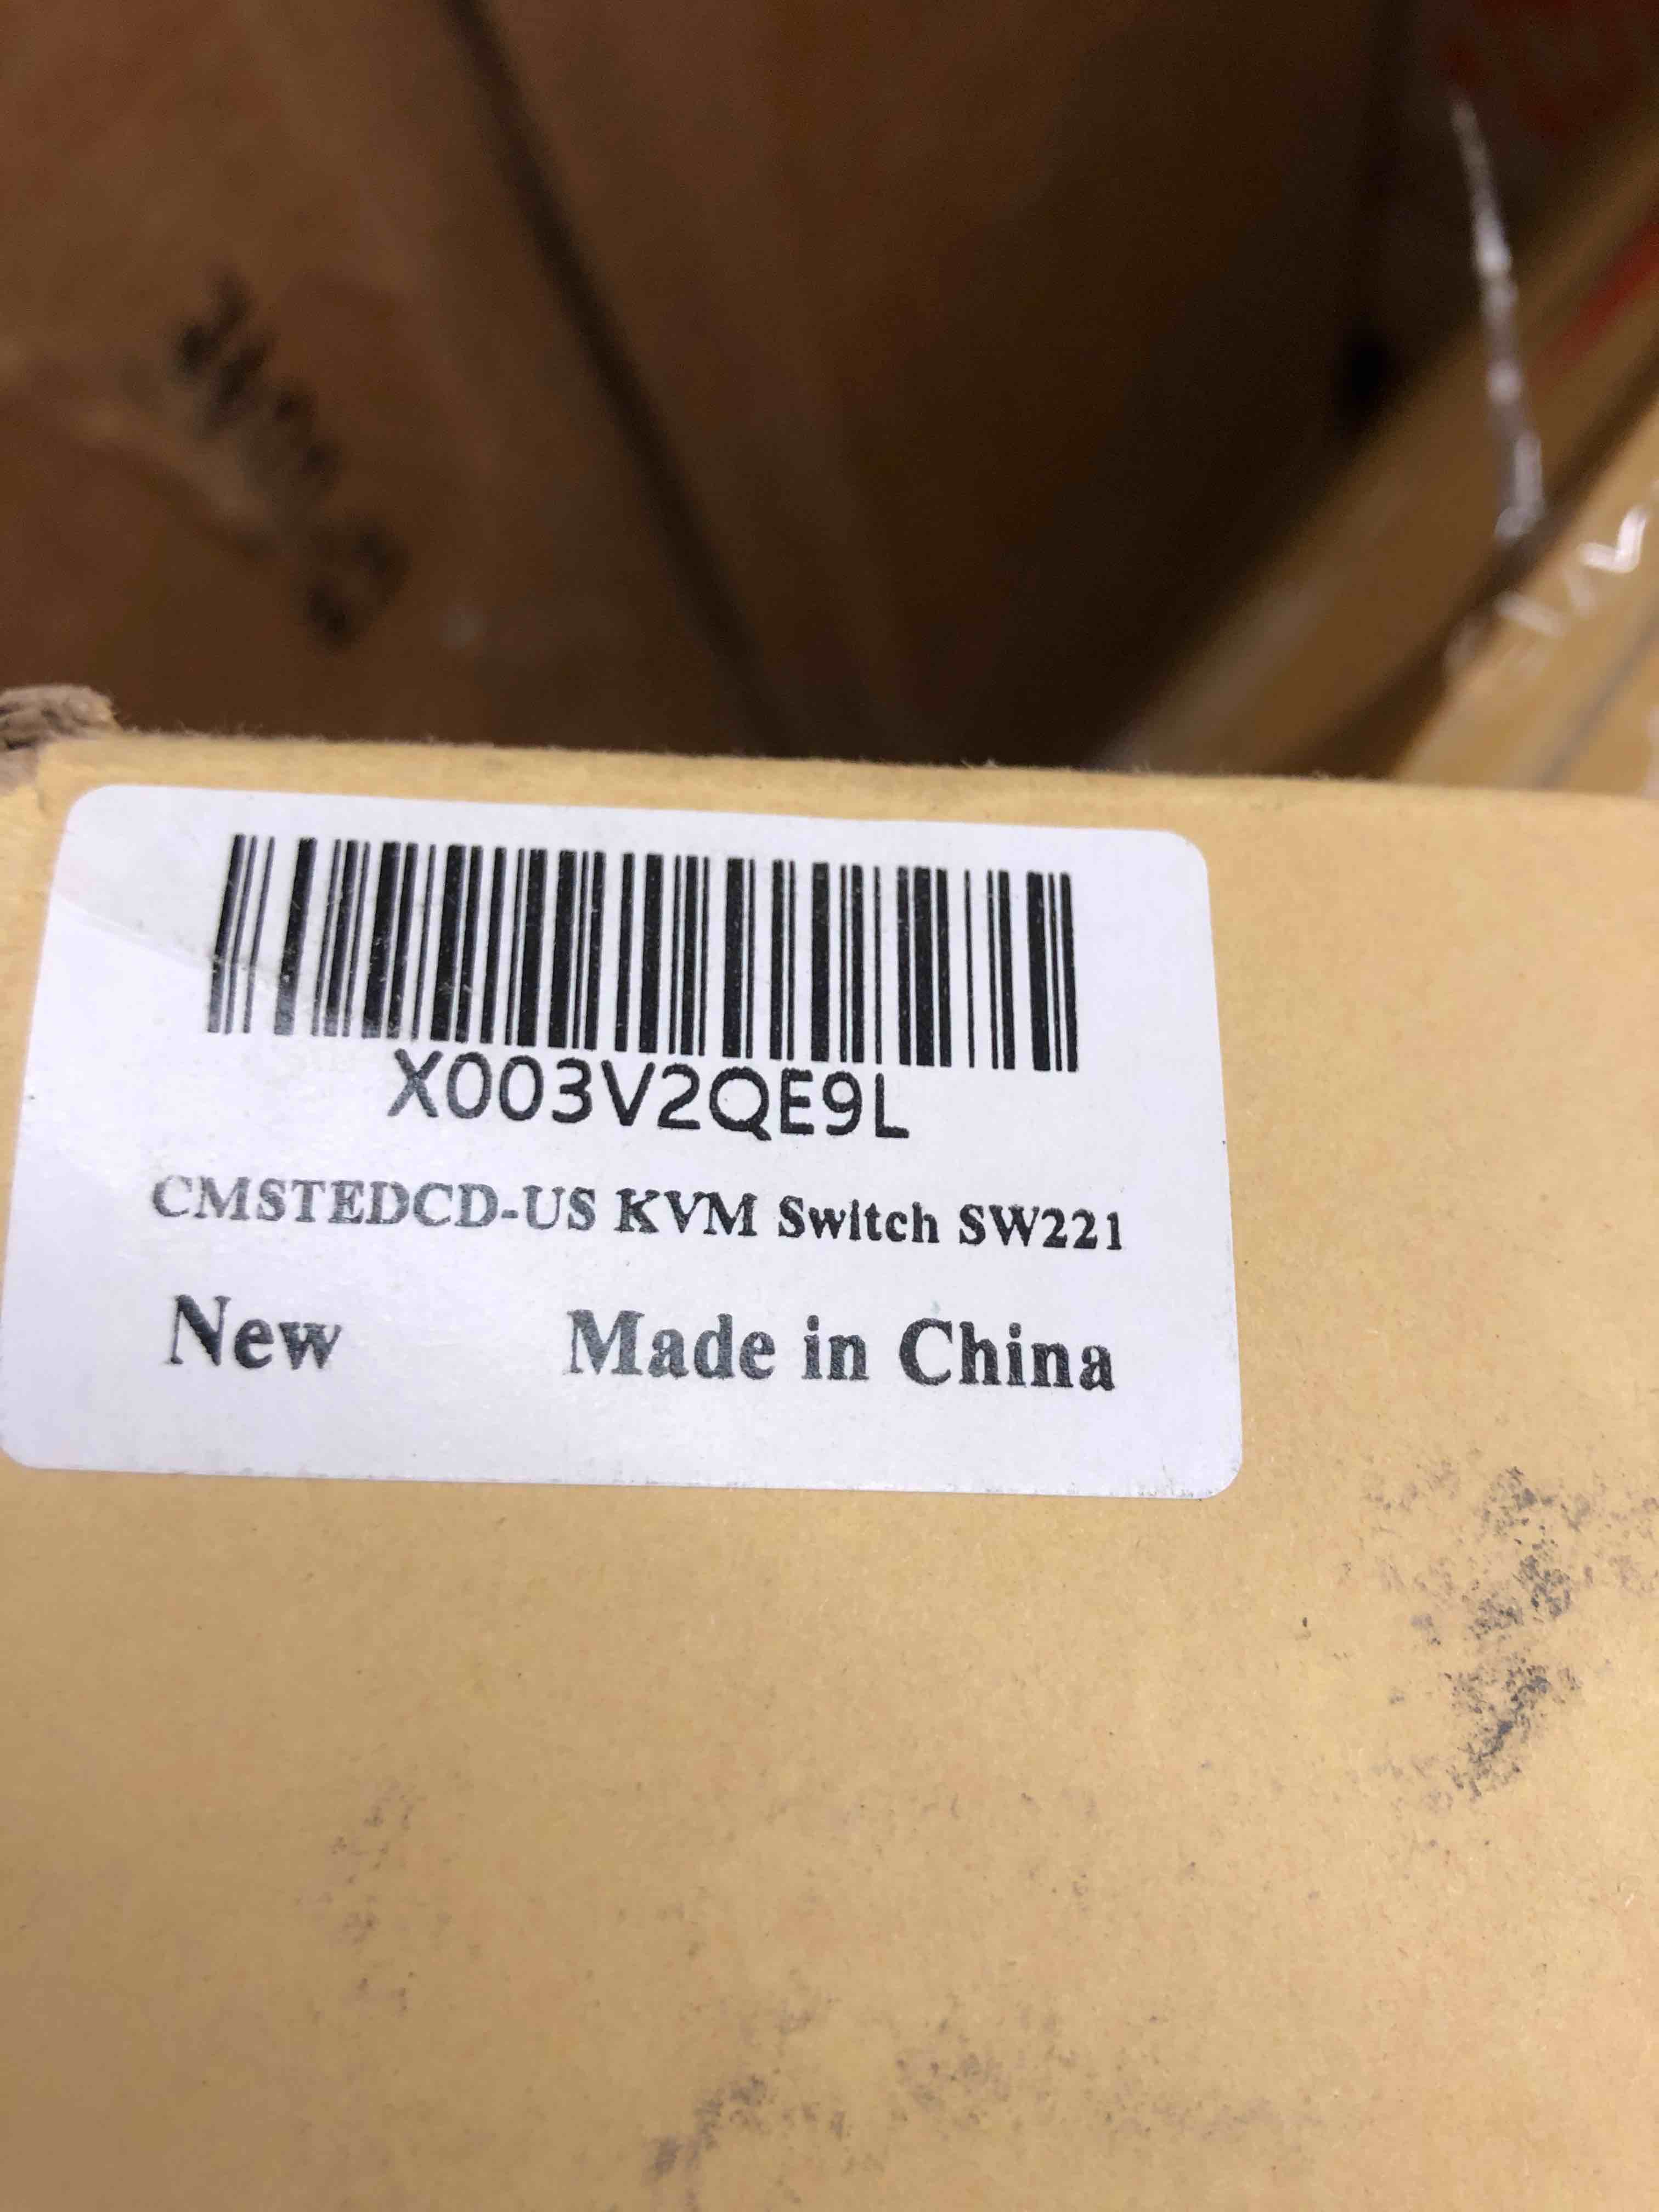 X003V2QE9L
CMSTEDCD-US KVM Switch SW221
New Made in China